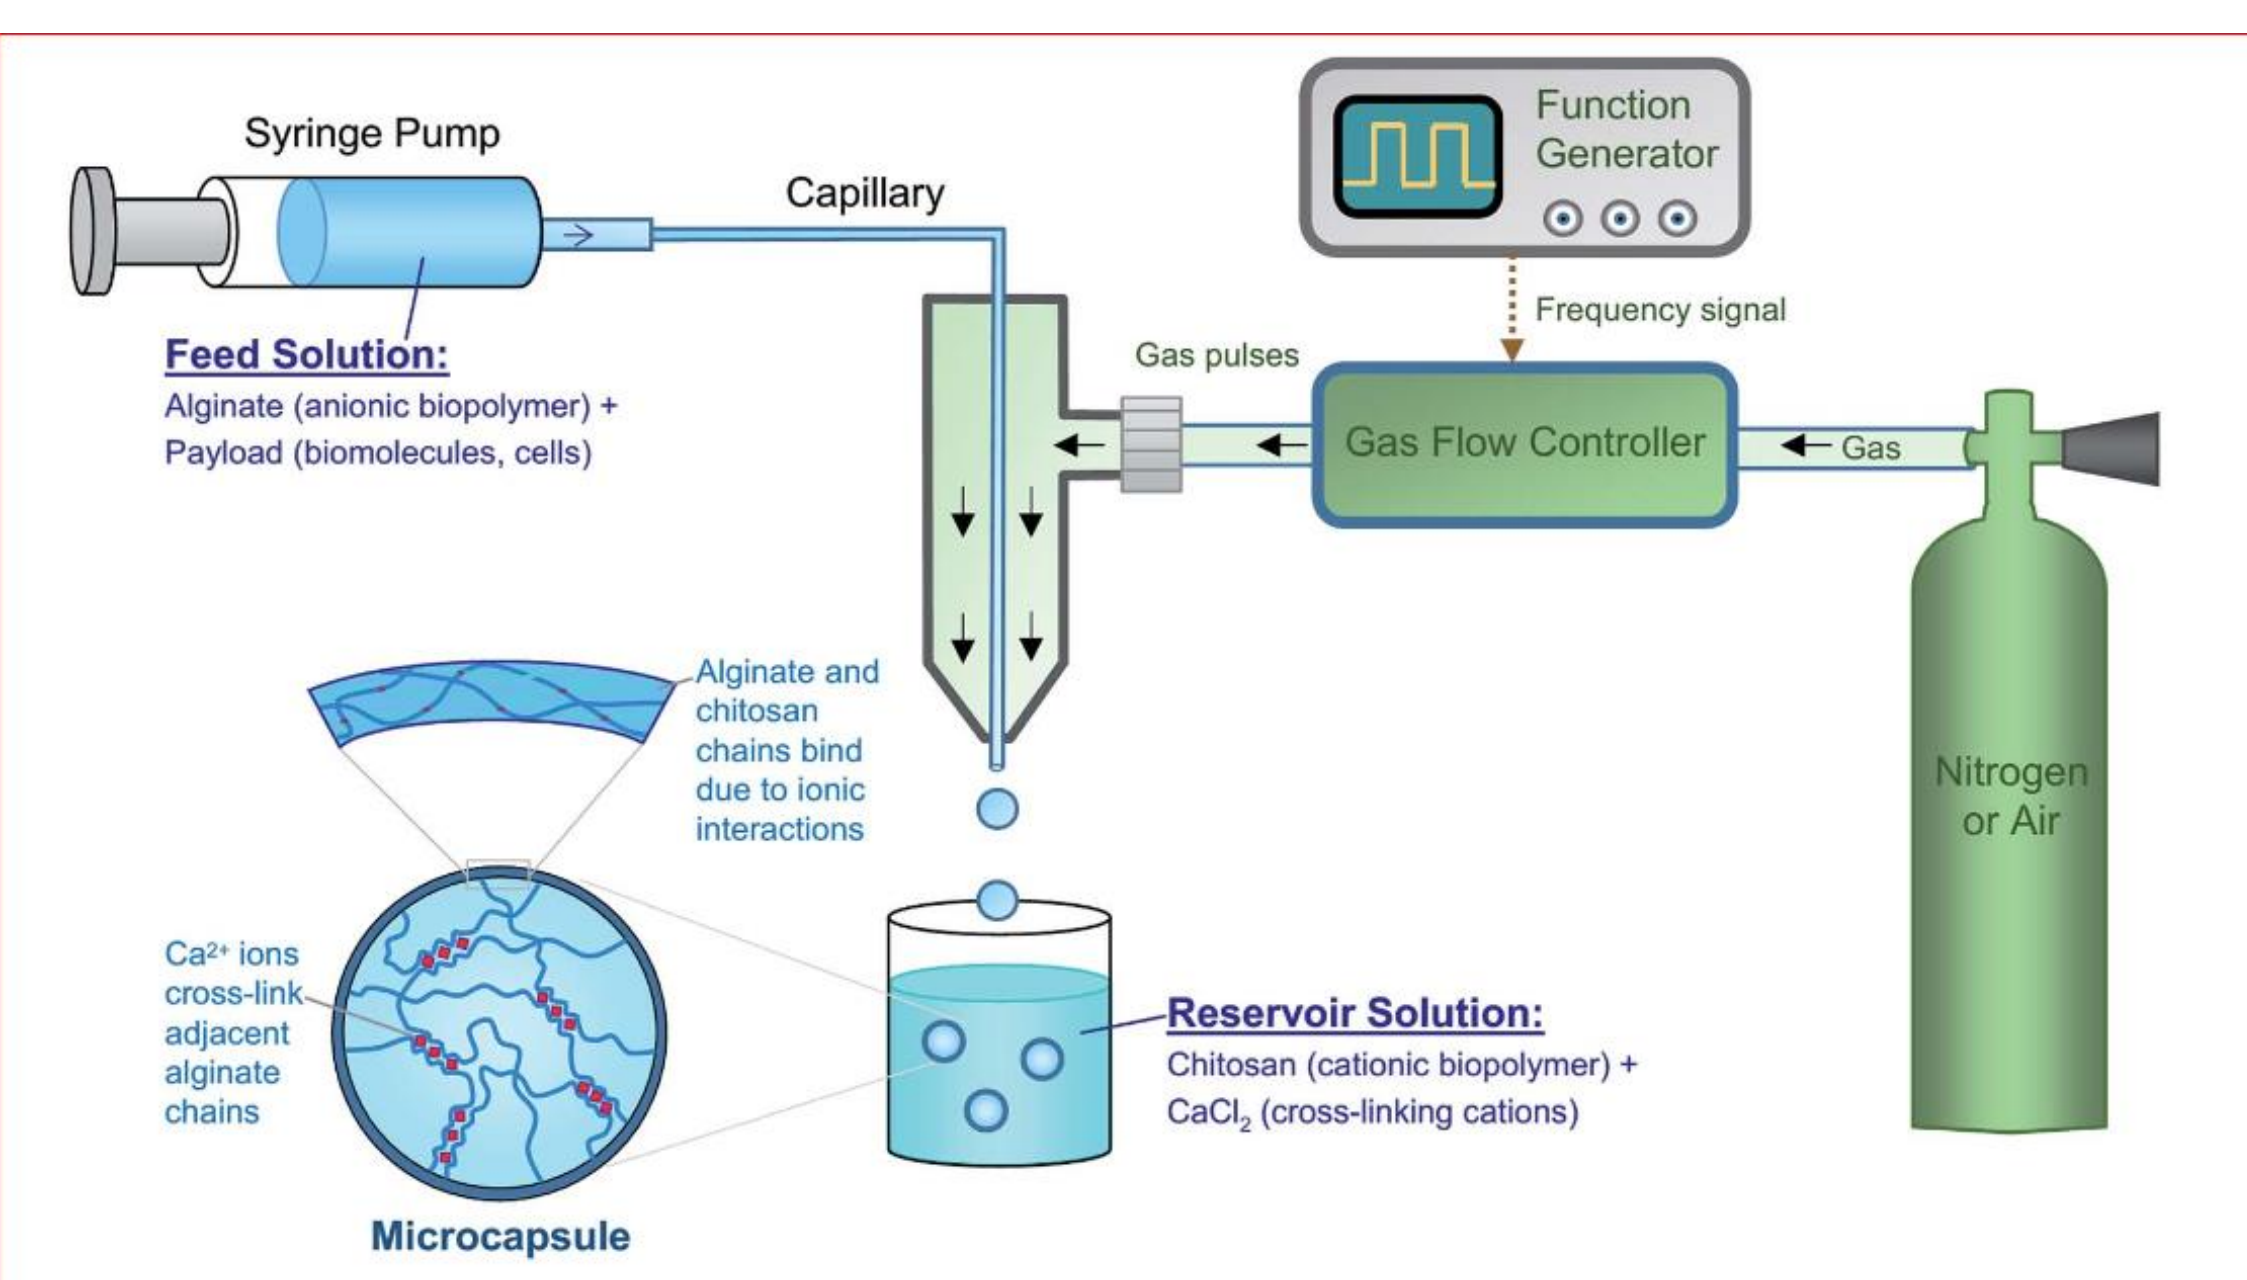 Syringe Pump
Capillary
Function
Generator
Feed Solution:
Alginate (anionic biopolymer) +
Payload (biomolecules, cells)
Frequency signal
Gas pulses
Gas Flow Controller
Gas
Nitrogen
or Air
Alginate and
chitosan
chains bind
due to ionic
interactions
Ca²⁺ ions
cross-link
adjacent
alginate
chains
Reservoir Solution:
Chitosan (cationic biopolymer) +
CaCl₂ (cross-linking cations)
Microcapsule